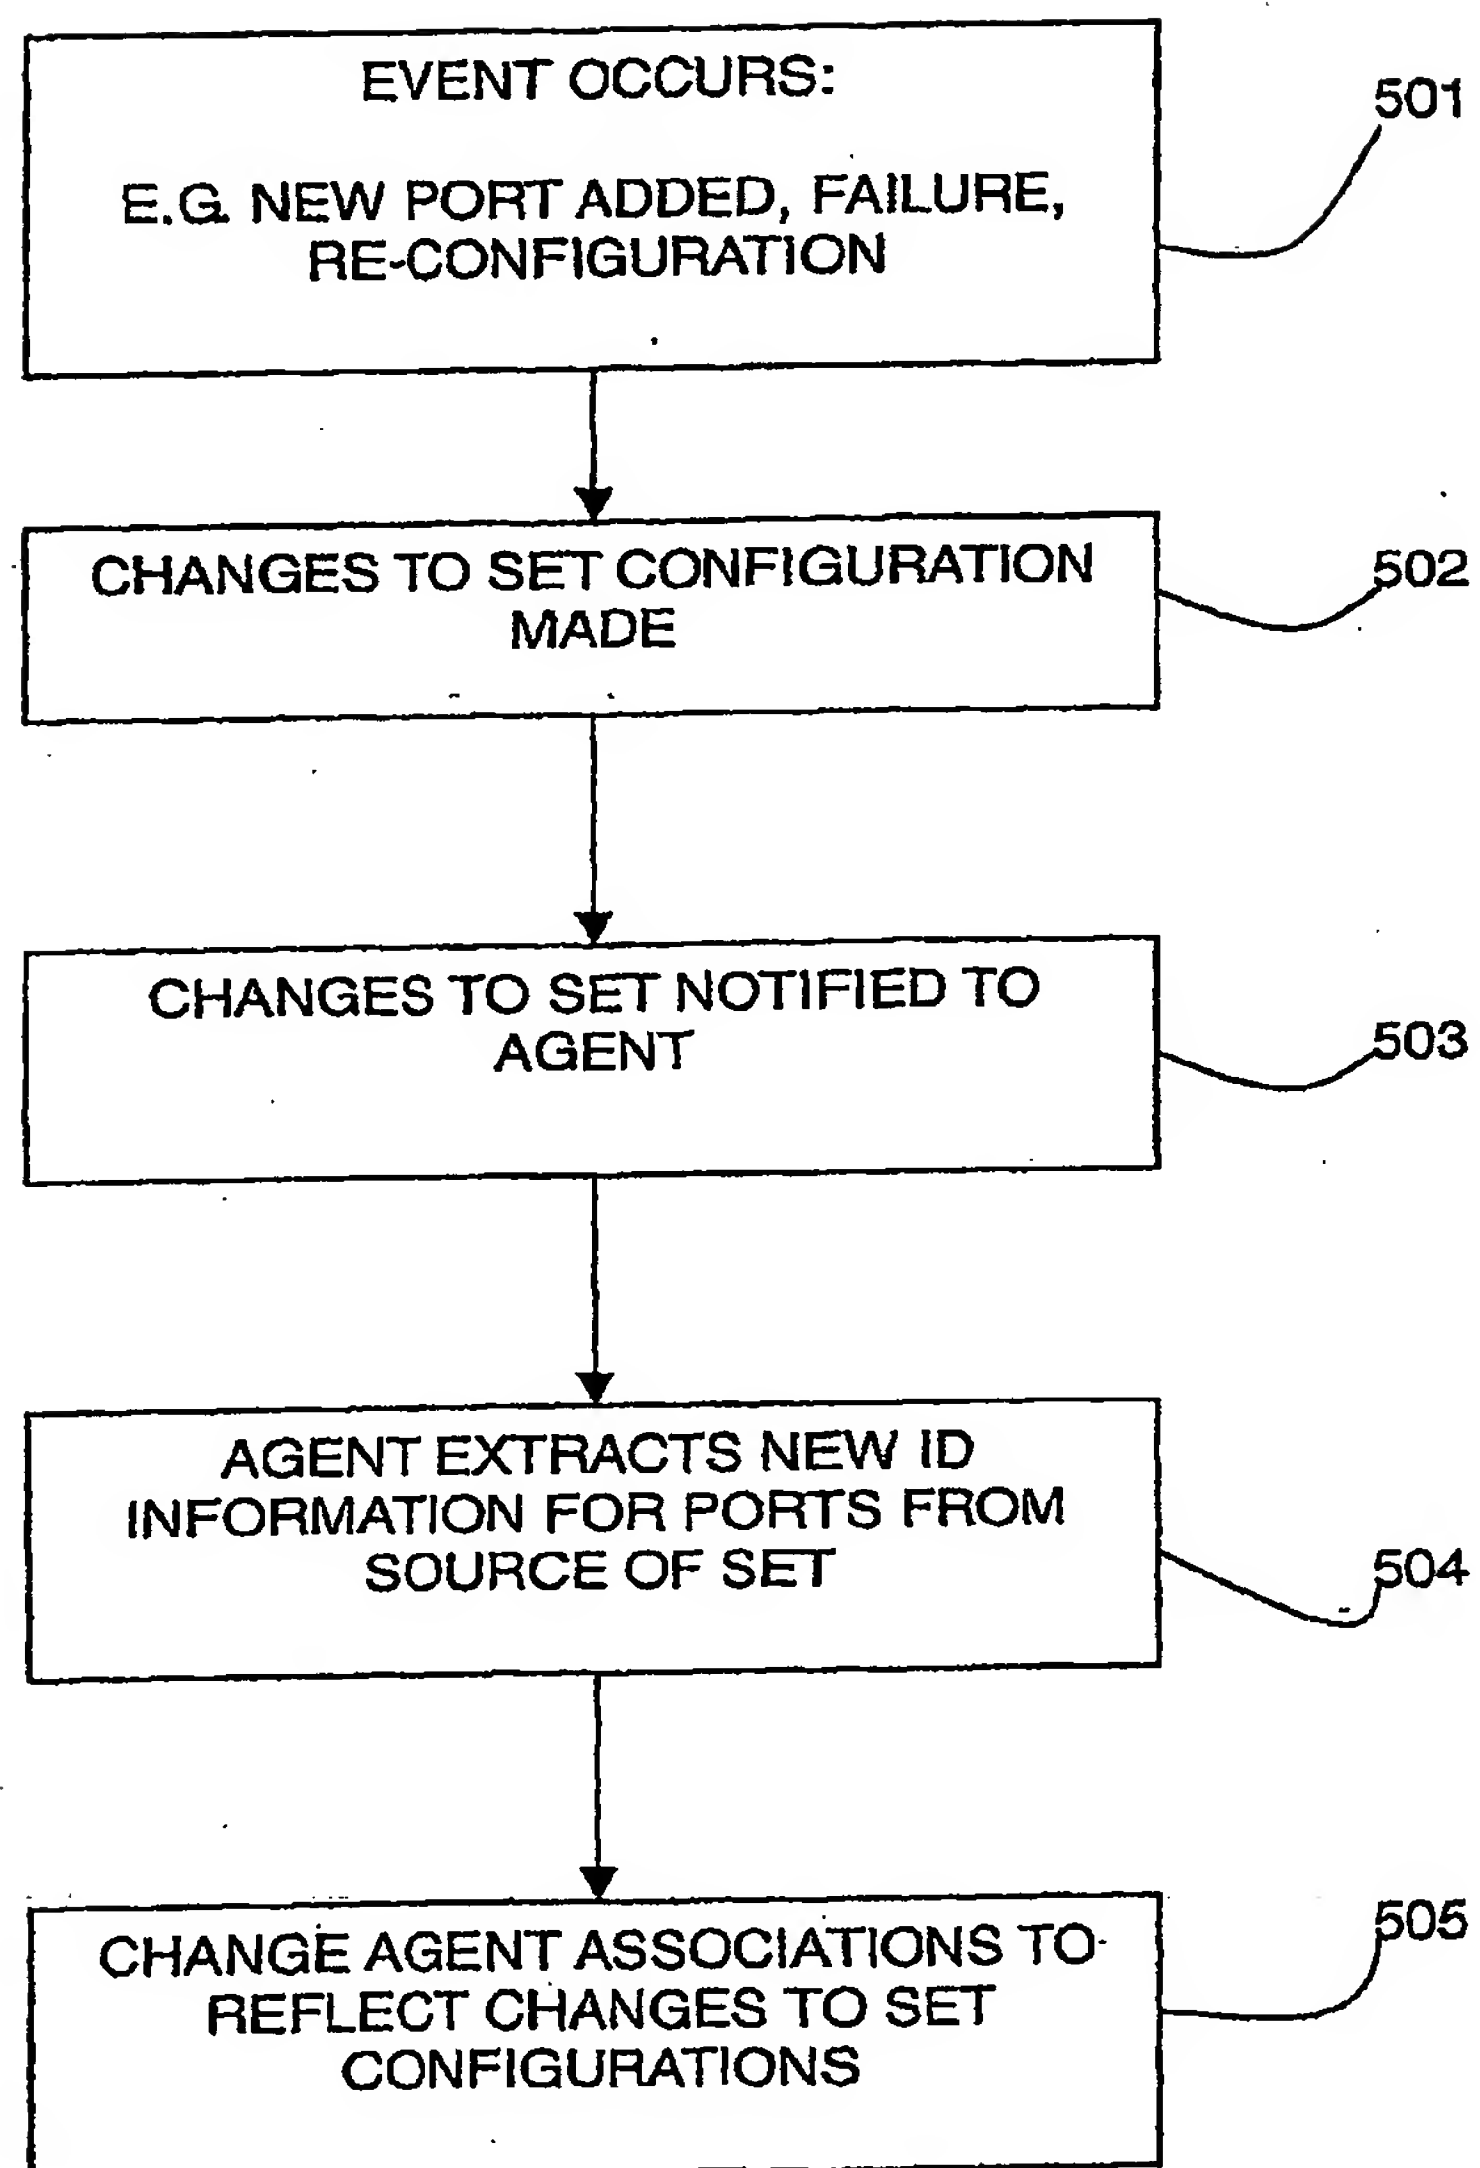 EVENT OCCURS:
E.G. NEW PORT ADDED, FAILURE,
RE-CONFIGURATION
501
CHANGES TO SET CONFIGURATION
MADE
502
CHANGES TO SET NOTIFIED TO
AGENT
503
AGENT EXTRACTS NEW ID
INFORMATION FOR PORTS FROM
SOURCE OF SET
504
CHANGE AGENT ASSOCIATIONS TO
REFLECT CHANGES TO SET
CONFIGURATIONS
505